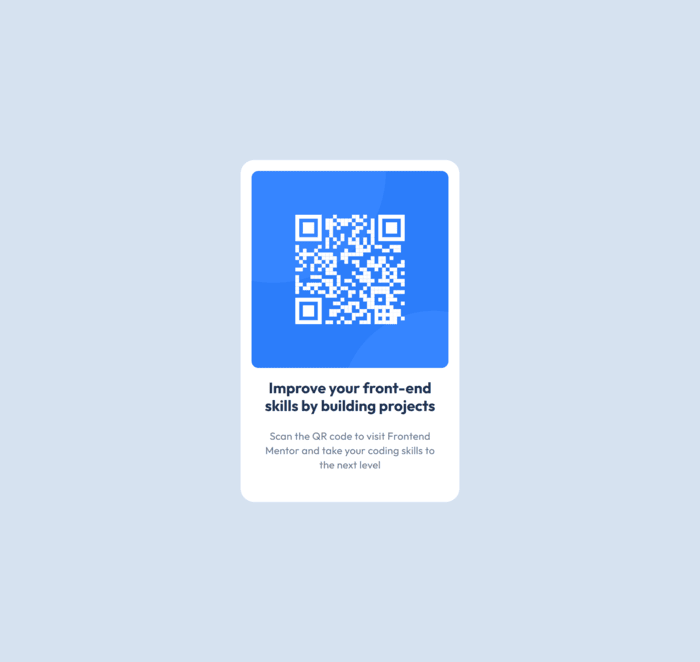 Improve your front-end
skills by building projects
Scan the QR code to visit Frontend
Mentor and take your coding skills to
the next level